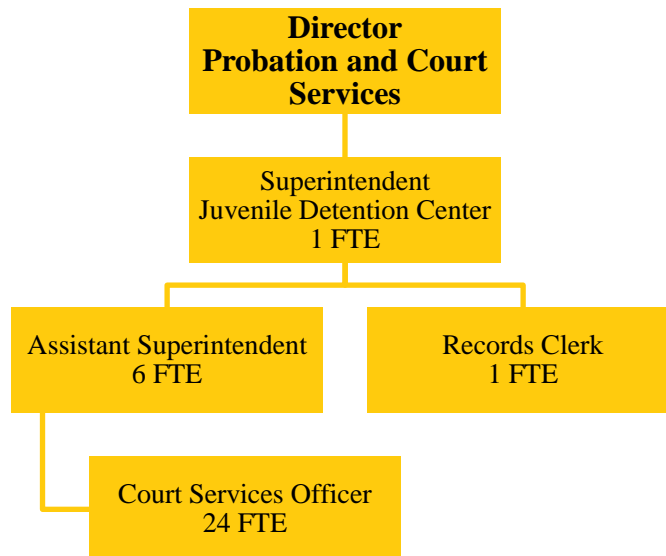 Director
Probation and Court
Services
Superintendent
Juvenile Detention Center
1 FTE
Assistant Superintendent
6 FTE
Records Clerk
1 FTE
Court Services Officer
24 FTE